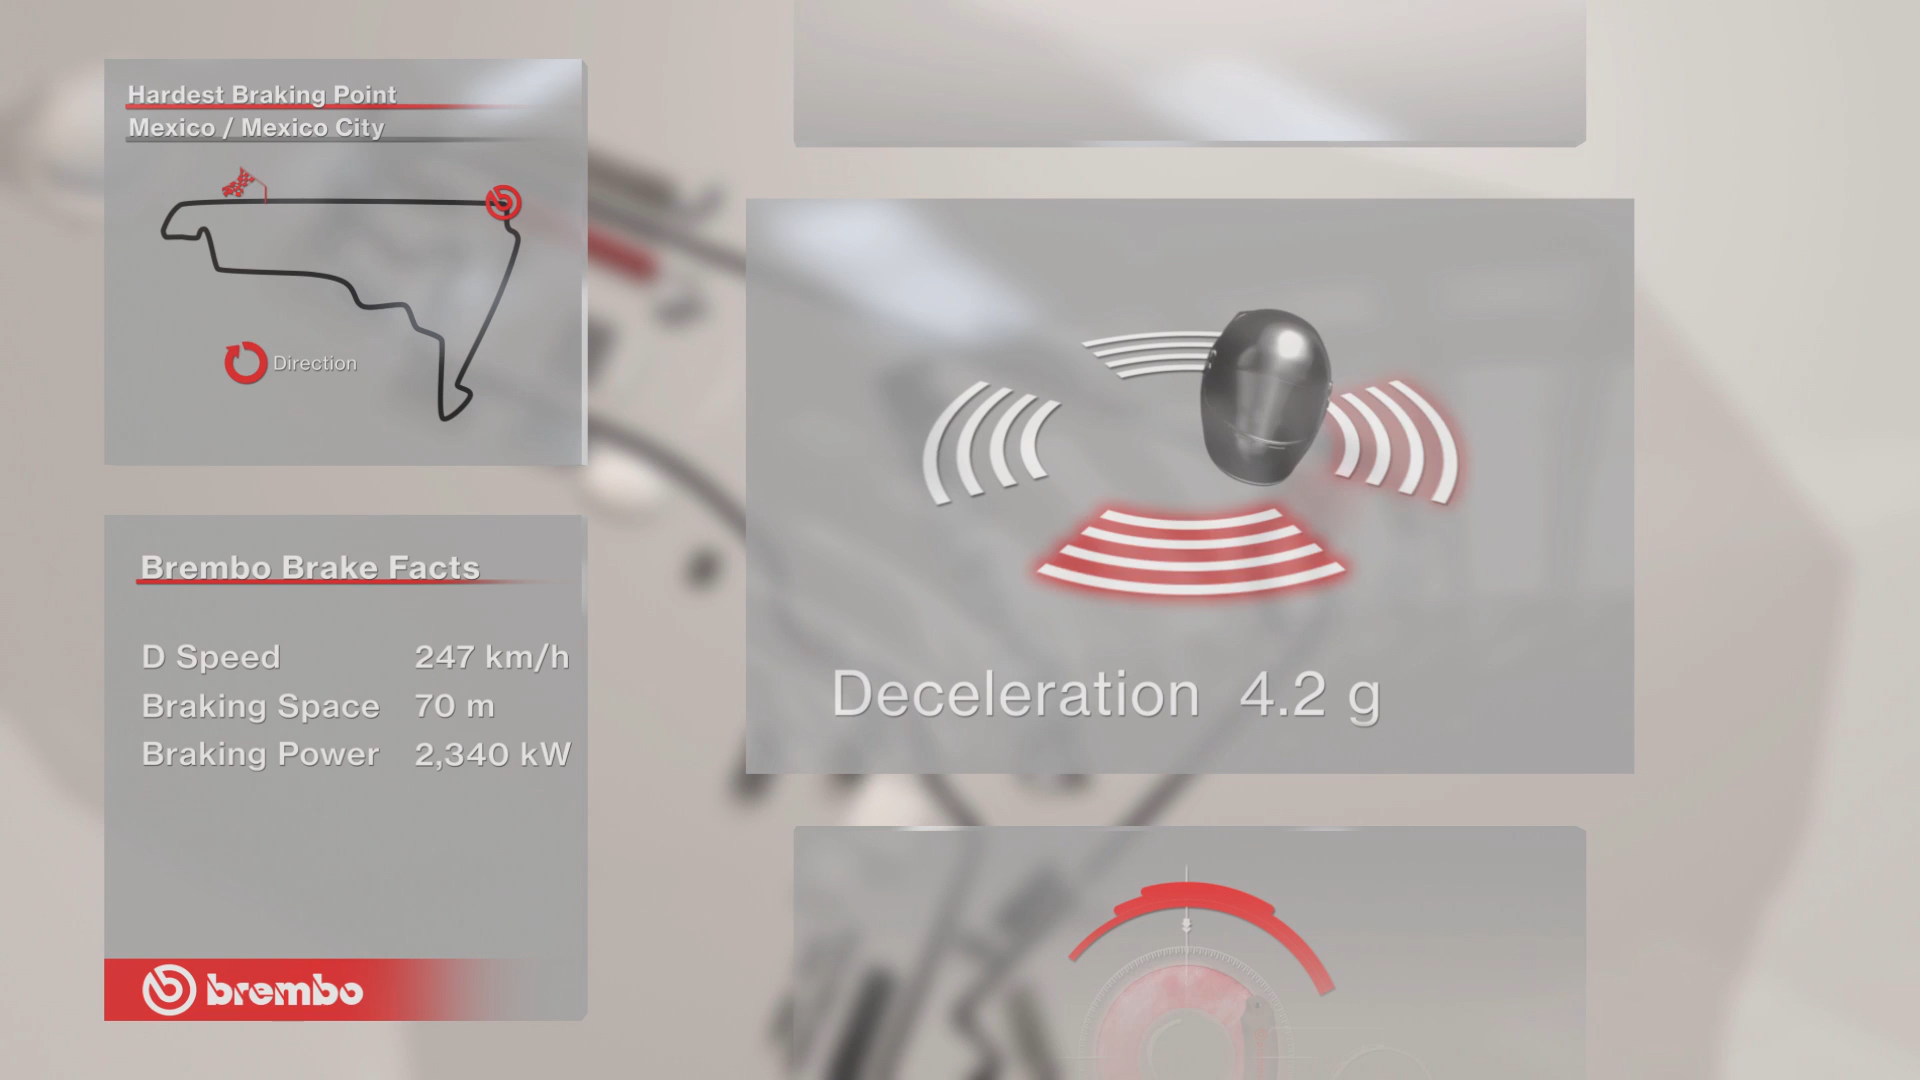 Hardest Braking Point
Mexico / Mexico City
Direction
Brembo Brake Facts
D Speed 247 km/h
Braking Space 70 m
Braking Power 2,340 kW
brembo
Deceleration 4.2 g